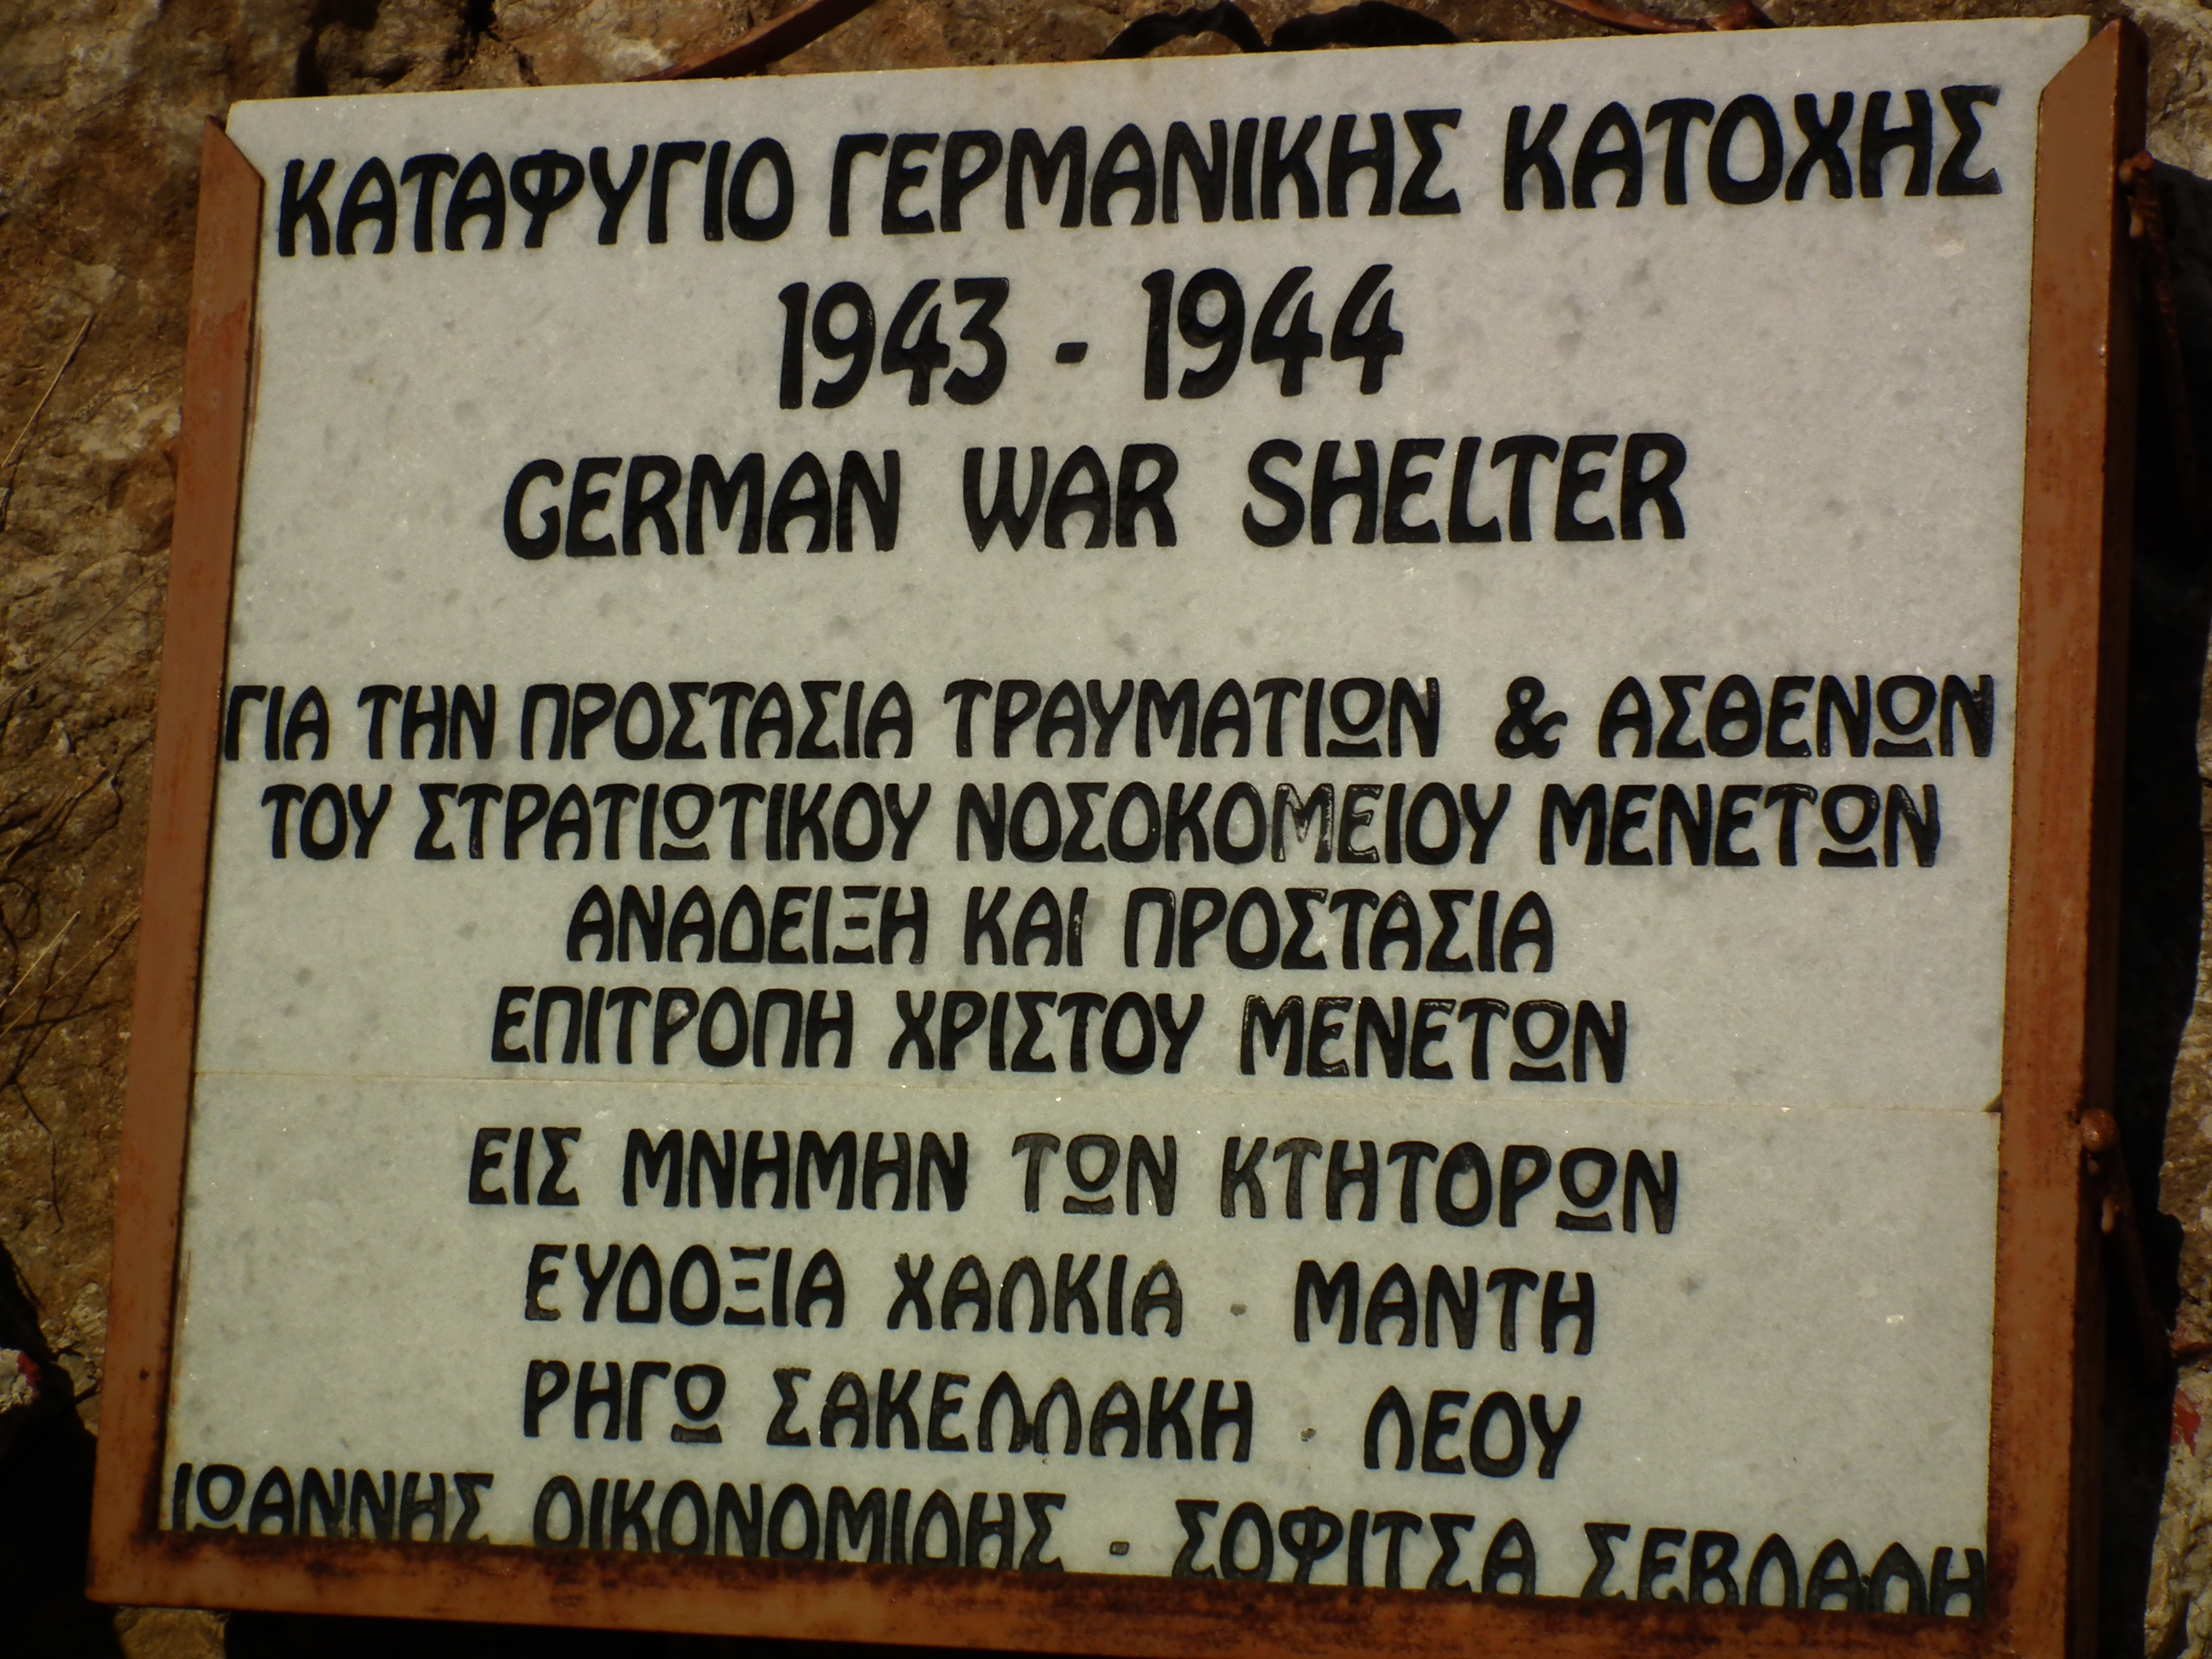 ΚΑΤΑΦΥΓΙΟ ΓΕΡΜΑΝΙΚΗΣ ΚΑΤΟΧΗΣ
1943 - 1944
GERMAN WAR SHELTER
ΓΙΑ ΤΗΝ ΠΡΟΣΤΑΣΙΑ ΤΡΑΥΜΑΤΙΩΝ & ΑΣΘΕΝΩΝ
ΤΟΥ ΣΤΡΑΤΙΩΤΙΚΟΥ ΝΟΣΟΚΟΜΕΙΟΥ ΜΕΝΕΤΩΝ
ΑΝΑΔΕΙΞΗ ΚΑΙ ΠΡΟΣΤΑΣΙΑ
ΕΠΙΤΡΟΠΗ ΧΡΙΣΤΟΥ ΜΕΝΕΤΩΝ
ΕΙΣ ΜΝΗΜΗΝ ΤΩΝ ΚΤΗΤΟΡΩΝ
ΕΥΔΟΞΙΑ ΧΑΛΚΙΑ - ΜΑΝΤΗ
ΡΗΓΩ ΣΑΚΕΛΛΑΚΗ - ΛΕΟΥ
ΙΩΑΝΝΗΣ ΟΙΚΟΝΟΜΙΔΗΣ - ΣΟΦΙΤΣΑ